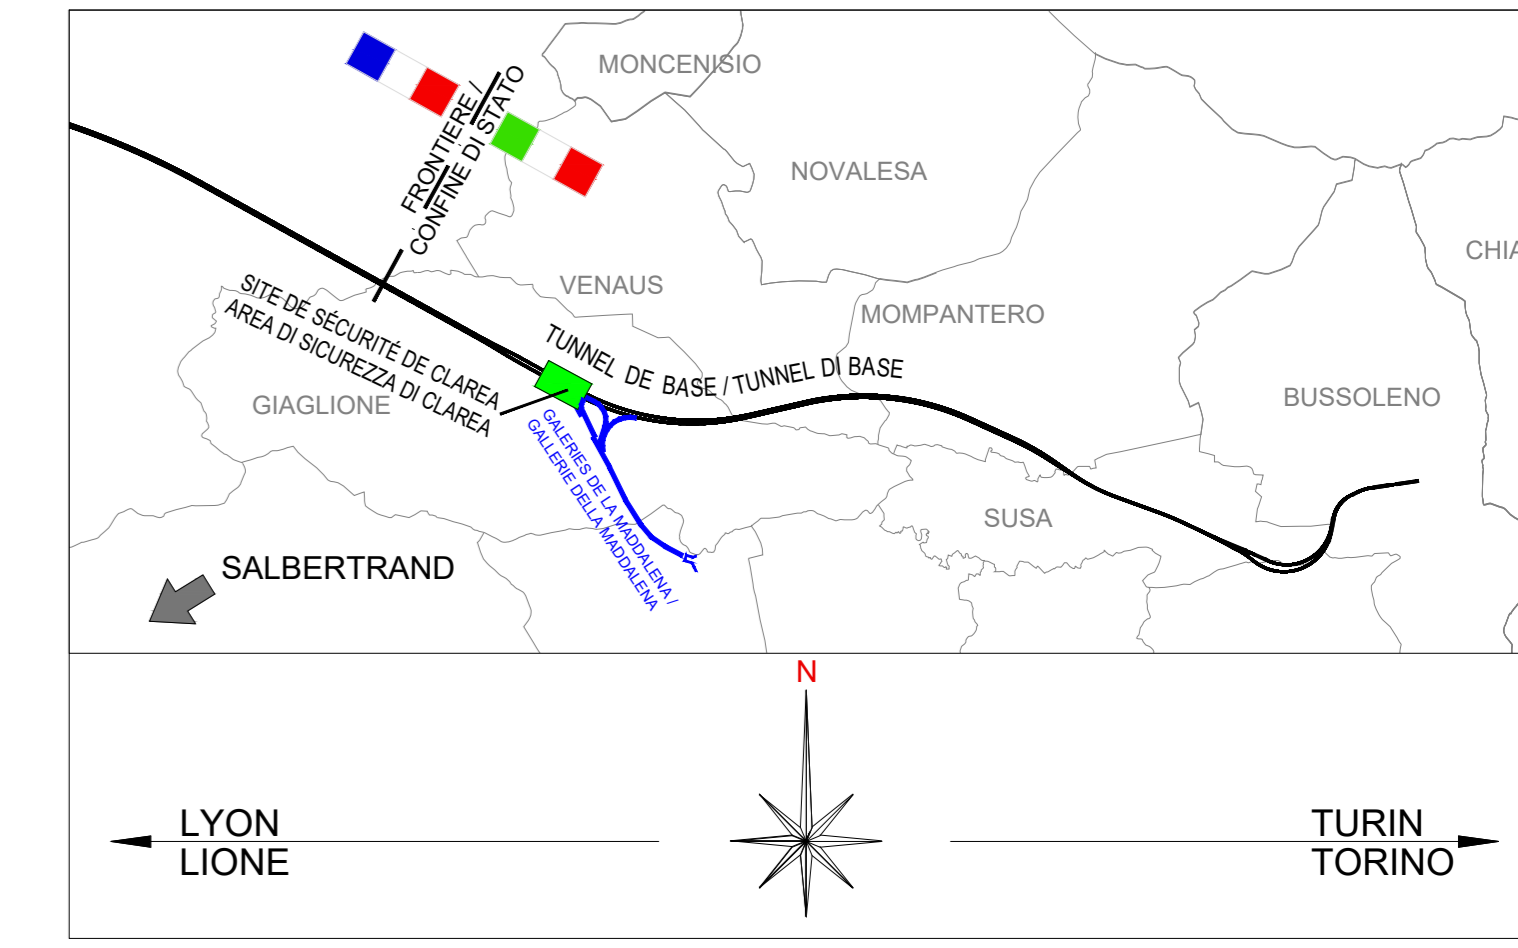 MONCENISIO
FRONTIERE /
CONFINE DI STATO
NOVALESA
CHIA
VENAUS
MOMPANTERO
SITE DE SÉCURITÉ DE CLAREA
AREA DI SICUREZZA DI CLAREA
TUNNEL DE BASE / TUNNEL DI BASE
GIAGLIONE
BUSSOLENO
GALERIES DE LA MADDALENA /
GALLERIE DELLA MADDALENA
SUSA
SALBERTRAND
N
LYON
LIONE
TURIN
TORINO